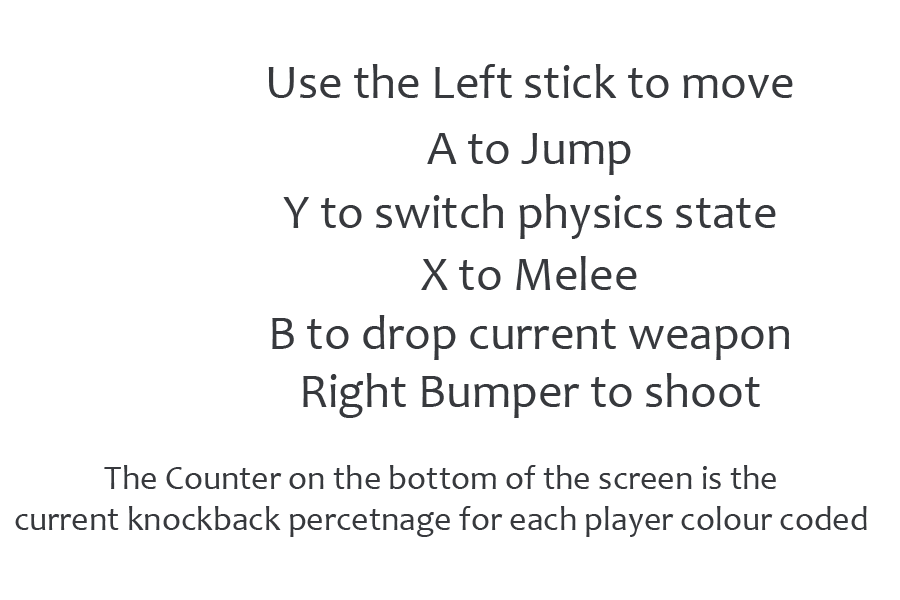 Use the Left stick to move
A to Jump
Y to switch physics state
X to Melee
B to drop current weapon
Right Bumper to shoot
The Counter on the bottom of the screen is the
current knockback percetnage for each player colour coded